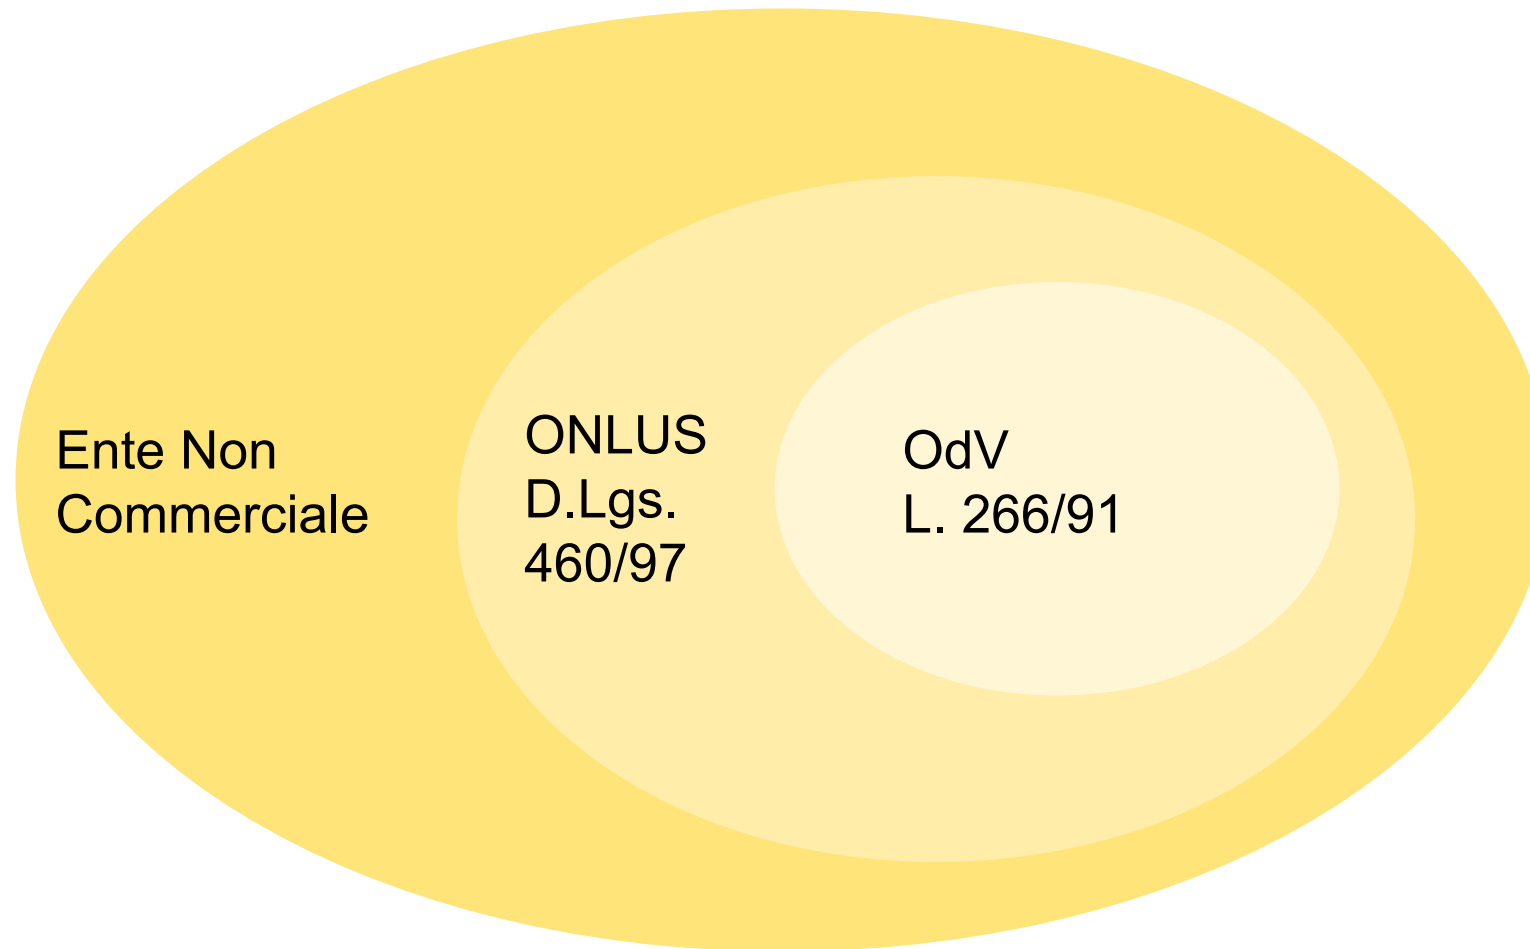 Ente Non
Commerciale
ONLUS
D.Lgs.
460/97
OdV
L. 266/91